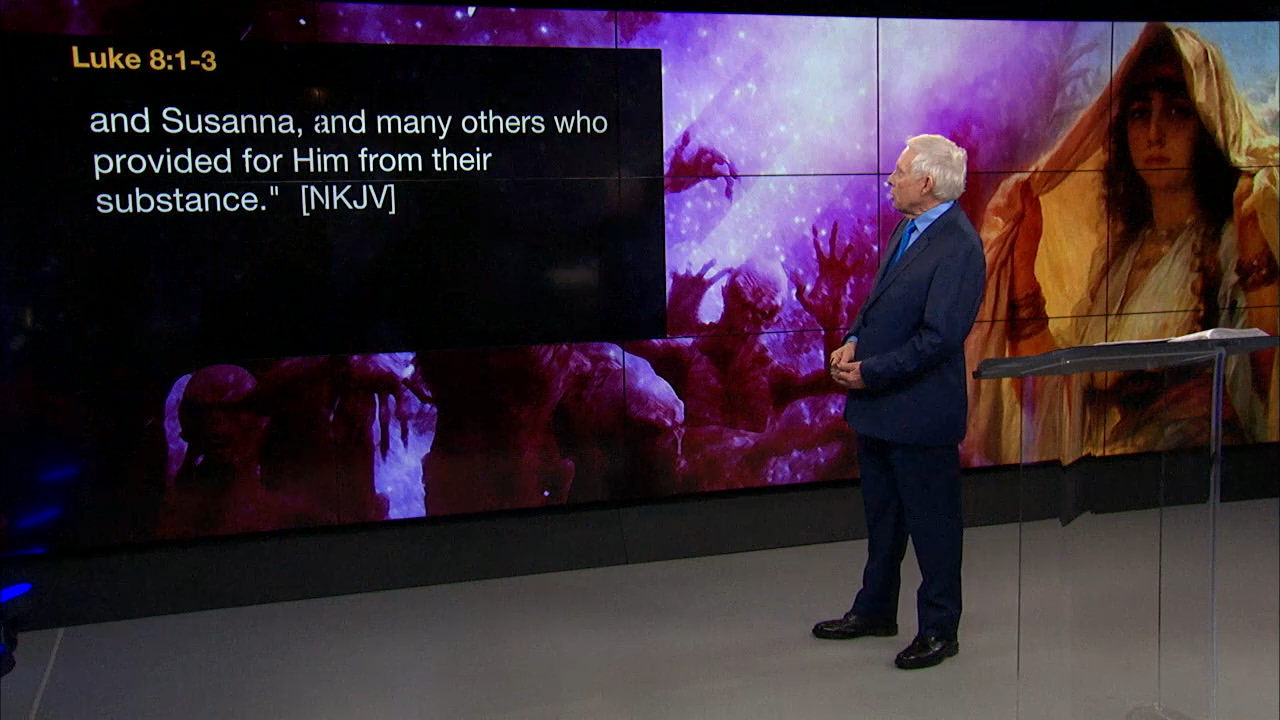 Luke 8:1-3
and Susanna, and many others who
provided for Him from their
substance." [NKJV]